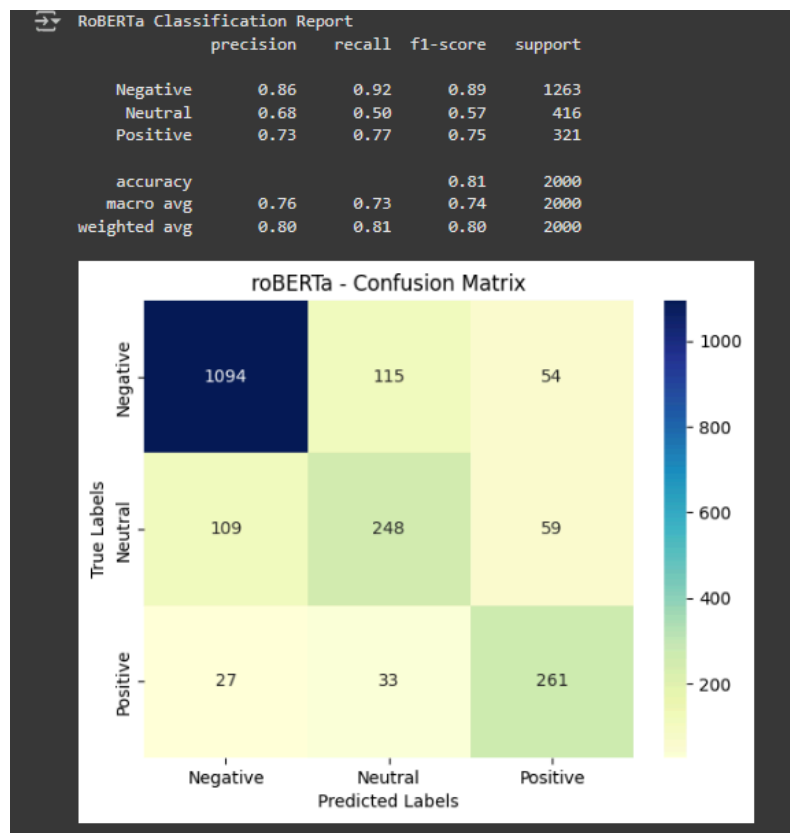 RoBERTa Classification Report
precision recall f1-score support
Negative 0.86 0.92 0.89 1263
Neutral 0.68 0.50 0.57 416
Positive 0.73 0.77 0.75 321
accuracy 0.81 2000
macro avg 0.76 0.73 0.74 2000
weighted avg 0.80 0.81 0.80 2000
roBERTa - Confusion Matrix
True Labels
Negative 1094 115 54
Neutral 109 248 59
Positive 27 33 261
Negative Neutral Positive
Predicted Labels
1000
800
600
400
200